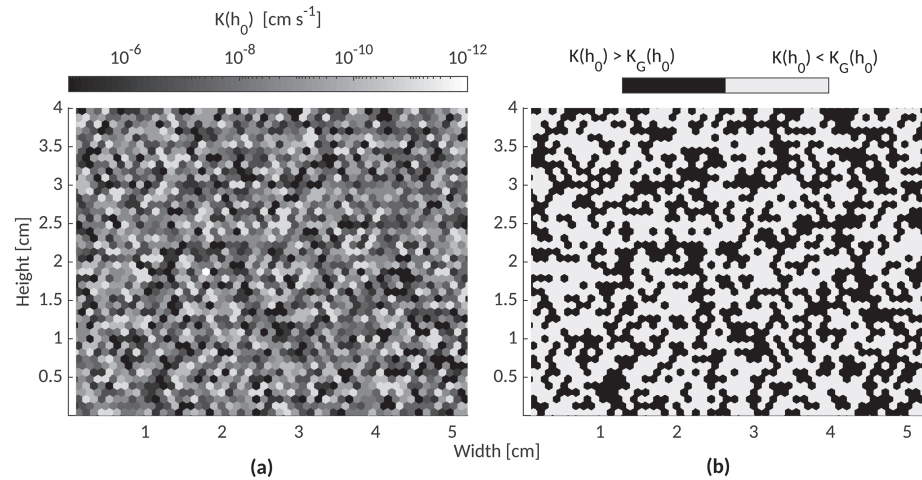 K(h₀) [cm s⁻¹]
10⁻⁶ 10⁻⁸ 10⁻¹⁰ 10⁻¹²
K(h₀) > K_G(h₀) K(h₀) < K_G(h₀)
4
3.5
3
2.5
2
1.5
1
0.5
Height [cm]
1 2 3 4 5
4
3.5
3
2.5
2
1.5
1
0.5
1 2 3 4 5
Width [cm]
(a) (b)